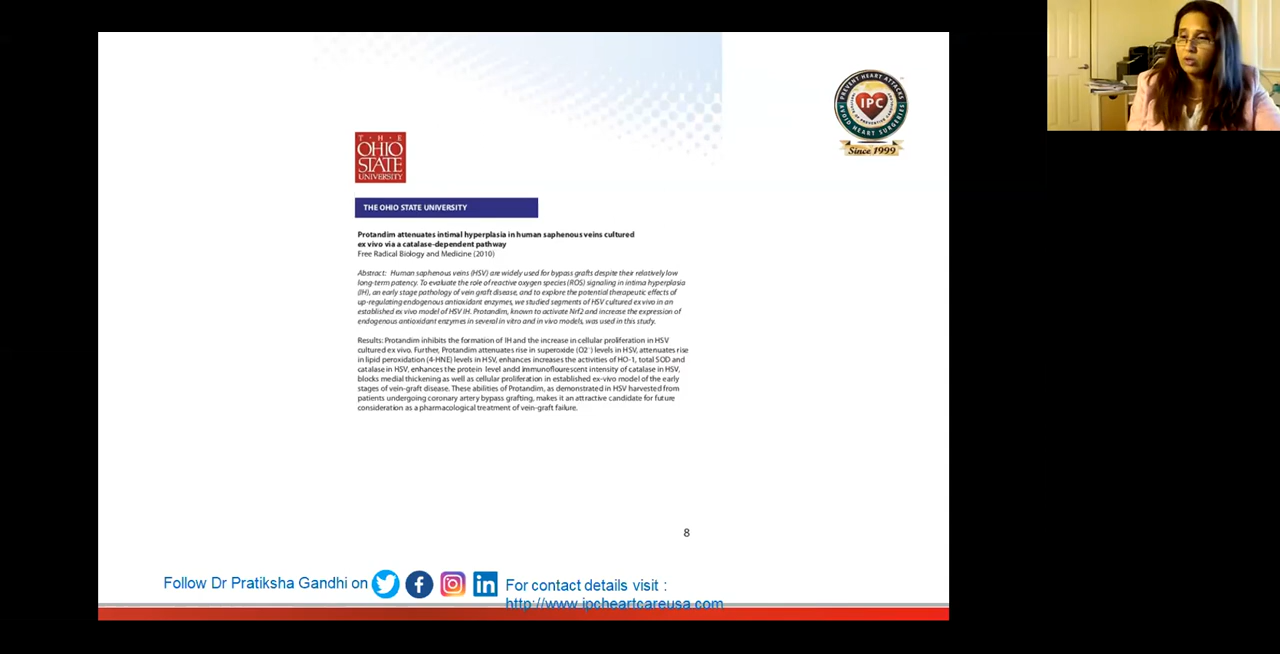 PREVENT HEART ATTACKS
IPC
AVOID HEART SURGERIES
Since 1999
T · H · E
OHIO
STATE
UNIVERSITY
THE OHIO STATE UNIVERSITY
Protandim attenuates intimal hyperplasia in human saphenous veins cultured
ex vivo via a catalase-dependent pathway
Free Radical Biology and Medicine (2010)
Abstract: Human saphenous veins (HSV) are widely used for bypass grafts despite their relatively low
long-term patency. To evaluate the role of reactive oxygen species (ROS) signaling in intima hyperplasia
(IH), an early stage pathology of vein graft disease, and to explore the potential therapeutic effects of
up-regulating endogenous antioxidant enzymes, we studied segments of HSV cultured ex vivo in an
established ex vivo model of HSV IH. Protandim, known to activate Nrf2 and increase the expression of
endogenous antioxidant enzymes in several in vitro and in vivo models, was used in this study.
Results: Protandim inhibits the formation of IH and the increase in cellular proliferation in HSV
cultured ex vivo. Further, Protandim attenuates rise in superoxide (O2⁻) levels in HSV, attenuates rise
in lipid peroxidation (4-HNE) levels in HSV, enhances increases the activities of HO-1, total SOD and
catalase in HSV, enhances the protein level andd immunoflourescent intensity of catalase in HSV,
blocks medial thickening as well as cellular proliferation in established ex-vivo model of the early
stages of vein-graft disease. These abilities of Protandim, as demonstrated in HSV harvested from
patients undergoing coronary artery bypass grafting, makes it an attractive candidate for future
consideration as a pharmacological treatment of vein-graft failure.
8
Follow Dr Pratiksha Gandhi on
For contact details visit :
http://www.ipcheartcareusa.com